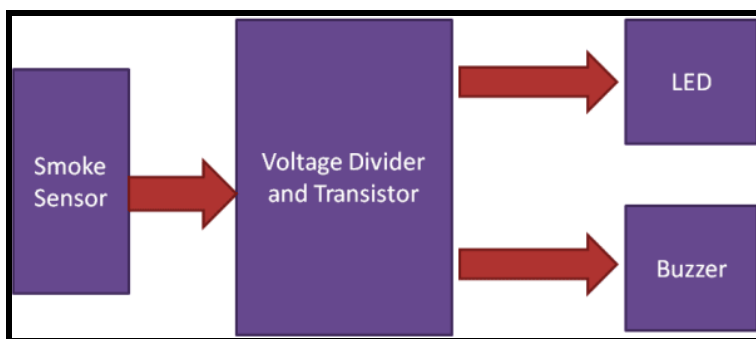 Smoke
Sensor
Voltage Divider
and Transistor
LED
Buzzer